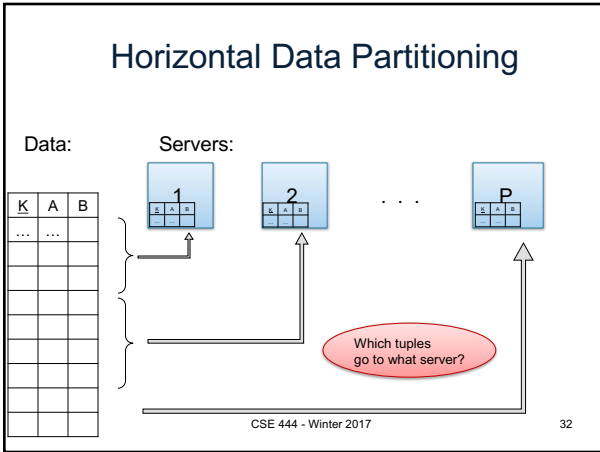 Horizontal Data Partitioning
Data:
Servers:
1
K A B
... ...
2
K A B
... ...
. . .
P
K A B
... ...
K A B
... ...
Which tuples
go to what server?
CSE 444 - Winter 2017
32